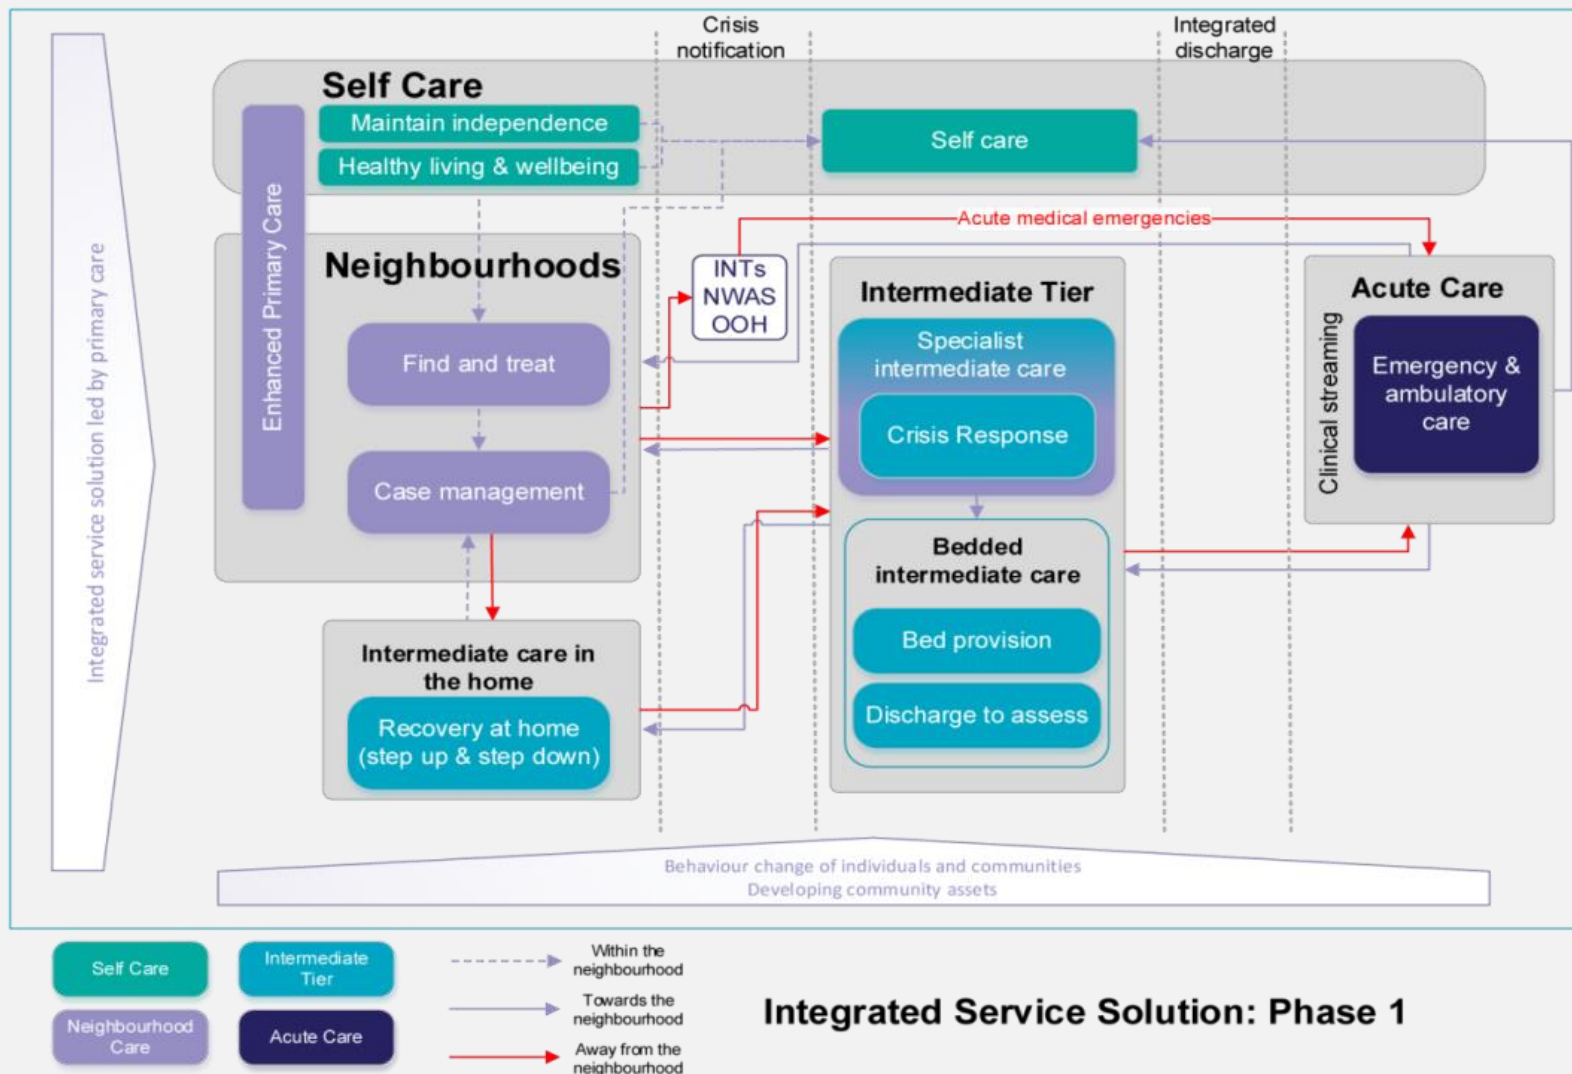 Crisis
notification
Integrated
discharge
Self Care
Maintain independence
Healthy living & wellbeing
Self care
Enhanced Primary Care
Integrated service solution led by primary care
Acute medical emergencies
Neighbourhoods
Find and treat
Case management
INTs
NWAS
OOH
Intermediate Tier
Specialist
intermediate care
Crisis Response
Bedded
intermediate care
Bed provision
Discharge to assess
Acute Care
Clinical streaming
Emergency &
ambulatory
care
Intermediate care in
the home
Recovery at home
(step up & step down)
Behaviour change of individuals and communities
Developing community assets
Self Care
Intermediate
Tier
Neighbourhood
Care
Acute Care
Within the
neighbourhood
Towards the
neighbourhood
Away from the
neighbourhood
Integrated Service Solution: Phase 1